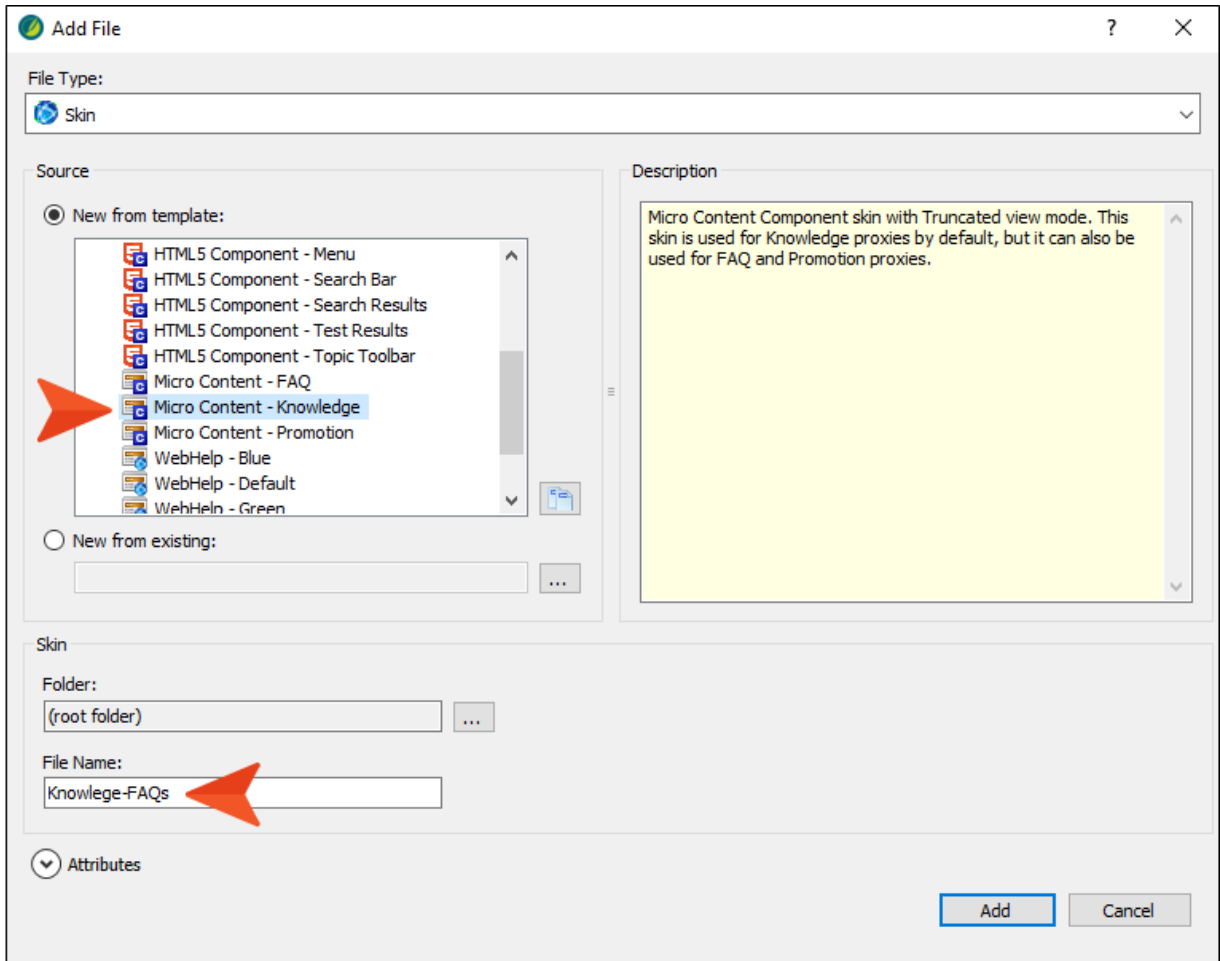 Add File
?
File Type:
Skin
Source
New from template:
HTML5 Component - Menu
HTML5 Component - Search Bar
HTML5 Component - Search Results
HTML5 Component - Test Results
HTML5 Component - Topic Toolbar
Micro Content - FAQ
Micro Content - Knowledge
Micro Content - Promotion
WebHelp - Blue
WebHelp - Default
WebHelp - Green
New from existing:
...
Description
Micro Content Component skin with Truncated view mode. This
skin is used for Knowledge proxies by default, but it can also be
used for FAQ and Promotion proxies.
Skin
Folder:
(root folder)
...
File Name:
Knowlege-FAQs
Attributes
Add
Cancel